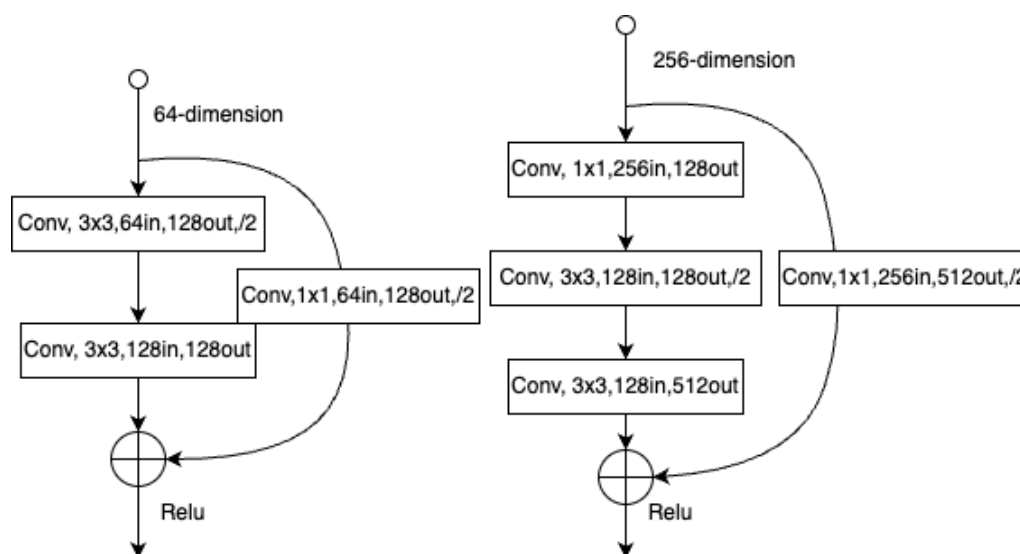 64-dimension
Conv, 3x3,64in,128out,/2
Conv,1x1,64in,128out,/2
Conv, 3x3,128in,128out
Relu
256-dimension
Conv, 1x1,256in,128out
Conv, 3x3,128in,128out,/2
Conv,1x1,256in,512out,/2
Conv, 3x3,128in,512out
Relu